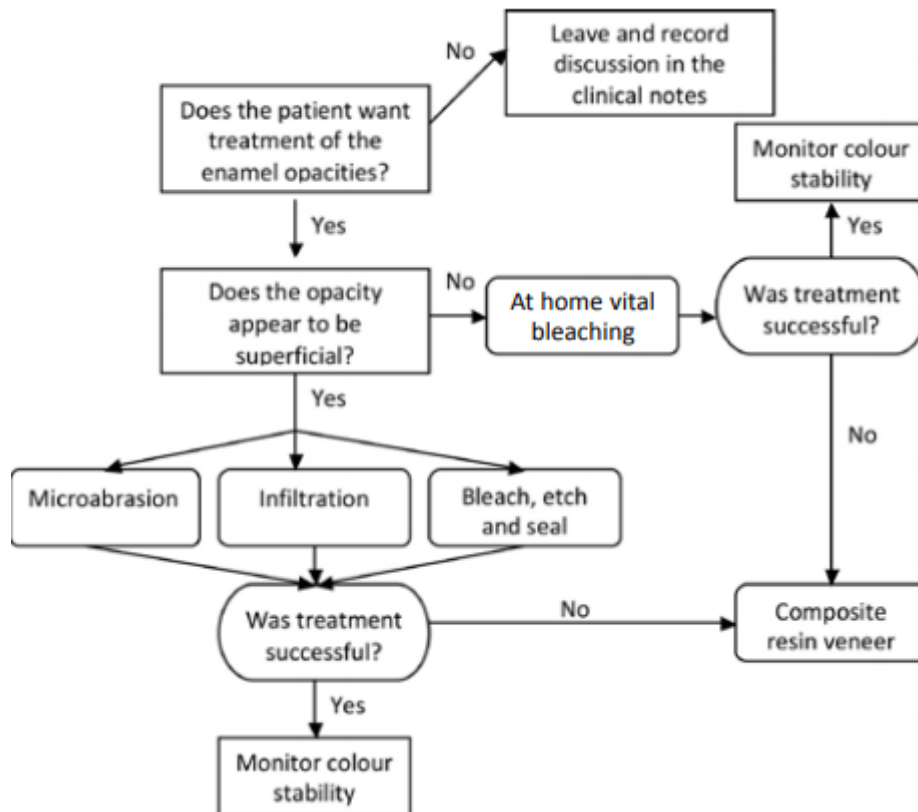 No
Leave and record
discussion in the
clinical notes
Does the patient want
treatment of the
enamel opacities?
Monitor colour
stability
Yes
Yes
Does the opacity
appear to be
superficial?
No
At home vital
bleaching
Was treatment
successful?
Yes
No
Microabrasion
Infiltration
Bleach, etch
and seal
Was treatment
successful?
No
Composite
resin veneer
Yes
Monitor colour
stability